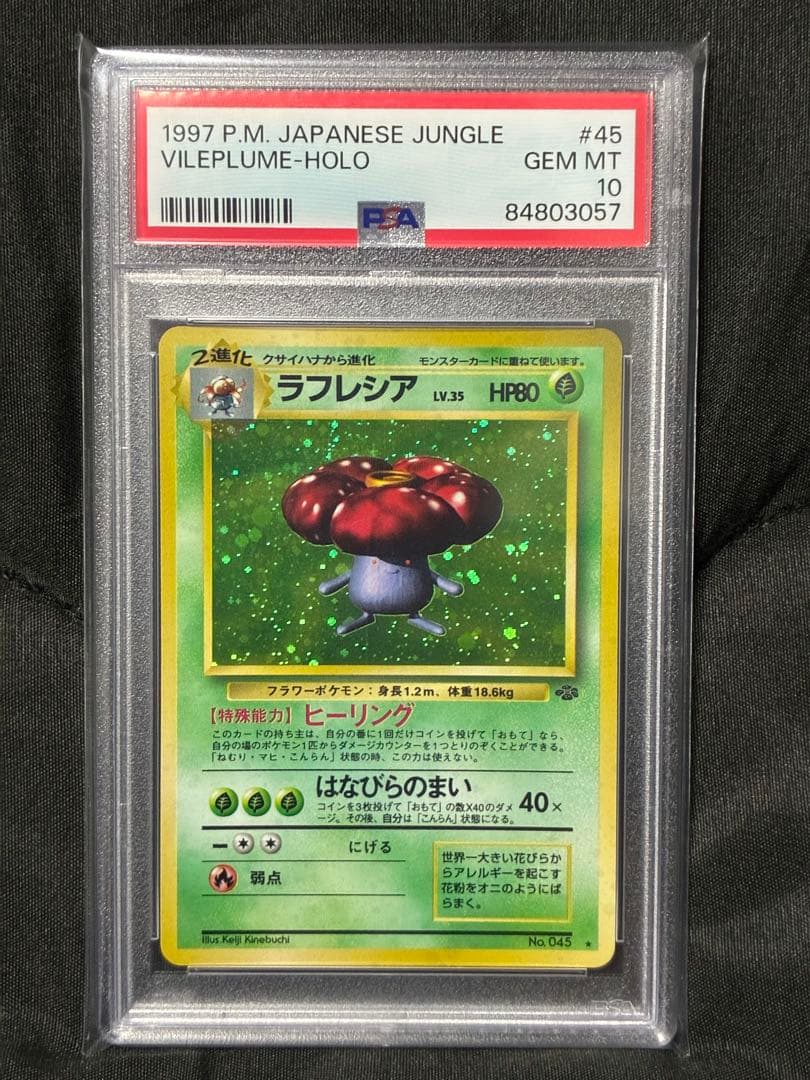 1997 P.M. JAPANESE JUNGLE #45
VILEPLUME-HOLO GEM MT
10
PSA 84803057
2進化 クサイハナから進化 モンスターカードに重ねて使います。
ラフレシア LV.35 HP80
フラワーポケモン:身長1.2m、体重18.6kg
【特殊能力】ヒーリング
このカードの持ち主は、自分の番に1回だけコインを投げて「おもて」なら、
自分の場のポケモン1匹からダメージカウンターを1つとりのぞくことができる。
「ねむり・マヒ・こんらん」状態の時、この力は使えない。
はなびらのまい
コインを3枚投げて「おもて」の数X40のダメ
ージ。その後、自分は「こんらん」状態になる。
40×
にげる
弱点
世界一大きい花びらか
らアレルギーを起こす
花粉をオニのようにば
らまく。
Illus.Keiji Kinebuchi No. 045 ★